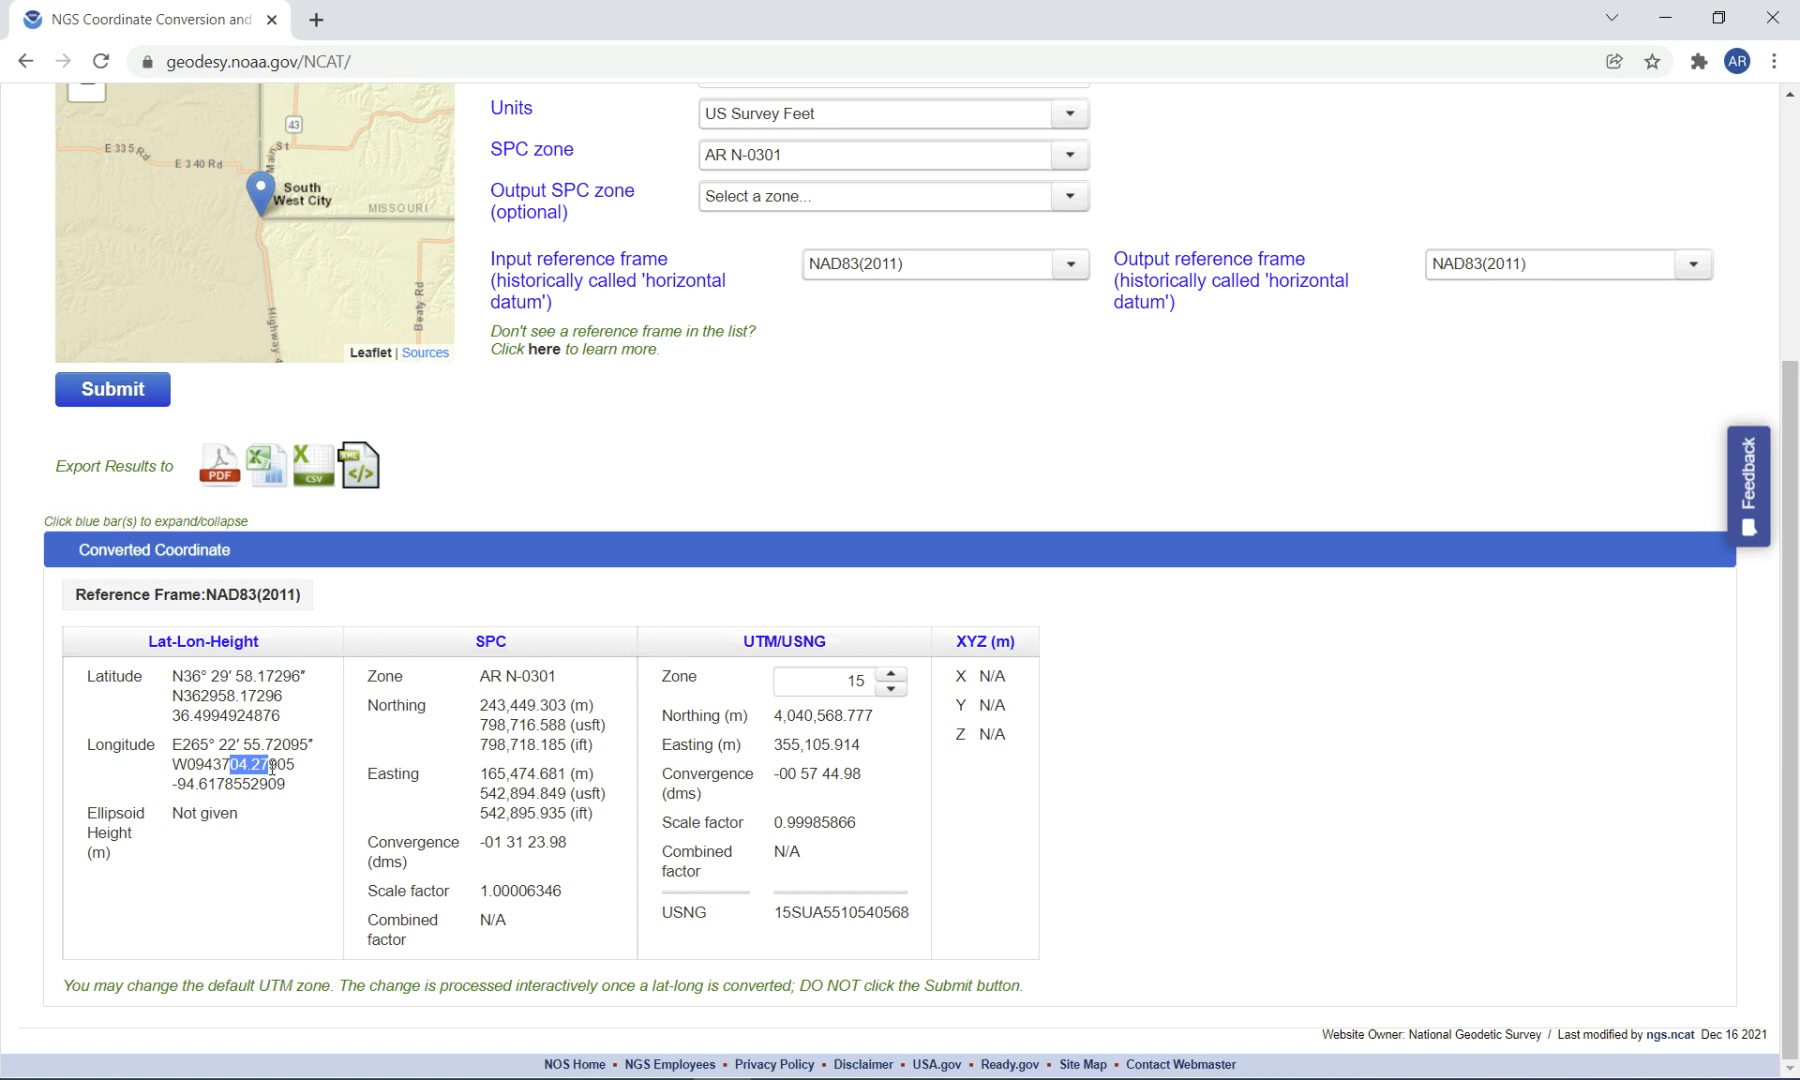 NGS Coordinate Conversion and
geodesy.noaa.gov/NCAT/
AR
43
E 335 Rd
E 340 Rd
Main St
South
West City
MISSOURI
Beaty Rd
Highway 4
Leaflet | Sources
Units
US Survey Feet
SPC zone
AR N-0301
Output SPC zone
(optional)
Select a zone...
Input reference frame
(historically called 'horizontal
datum')
NAD83(2011)
Output reference frame
(historically called 'horizontal
datum')
NAD83(2011)
Don't see a reference frame in the list?
Click here to learn more.
Submit
Export Results to
PDF
X
X
CSV
XML
</>
Feedback
Click blue bar(s) to expand/collapse
Converted Coordinate
Reference Frame:NAD83(2011)
Lat-Lon-Height
Latitude
N36° 29' 58.17296"
N362958.17296
36.4994924876
Longitude
E265° 22' 55.72095"
W0943704.27905
-94.6178552909
Ellipsoid
Height
(m)
Not given
SPC
Zone
AR N-0301
Northing
243,449.303 (m)
798,716.588 (usft)
798,718.185 (ift)
Easting
165,474.681 (m)
542,894.849 (usft)
542,895.935 (ift)
Convergence
(dms)
-01 31 23.98
Scale factor
1.00006346
Combined
factor
N/A
UTM/USNG
Zone
15
Northing (m)
4,040,568.777
Easting (m)
355,105.914
Convergence
(dms)
-00 57 44.98
Scale factor
0.99985866
Combined
factor
N/A
USNG
15SUA5510540568
XYZ (m)
X N/A
Y N/A
Z N/A
You may change the default UTM zone. The change is processed interactively once a lat-long is converted; DO NOT click the Submit button.
Website Owner: National Geodetic Survey / Last modified by ngs.ncat Dec 16 2021
NOS Home ▪ NGS Employees ▪ Privacy Policy ▪ Disclaimer ▪ USA.gov ▪ Ready.gov ▪ Site Map ▪ Contact Webmaster